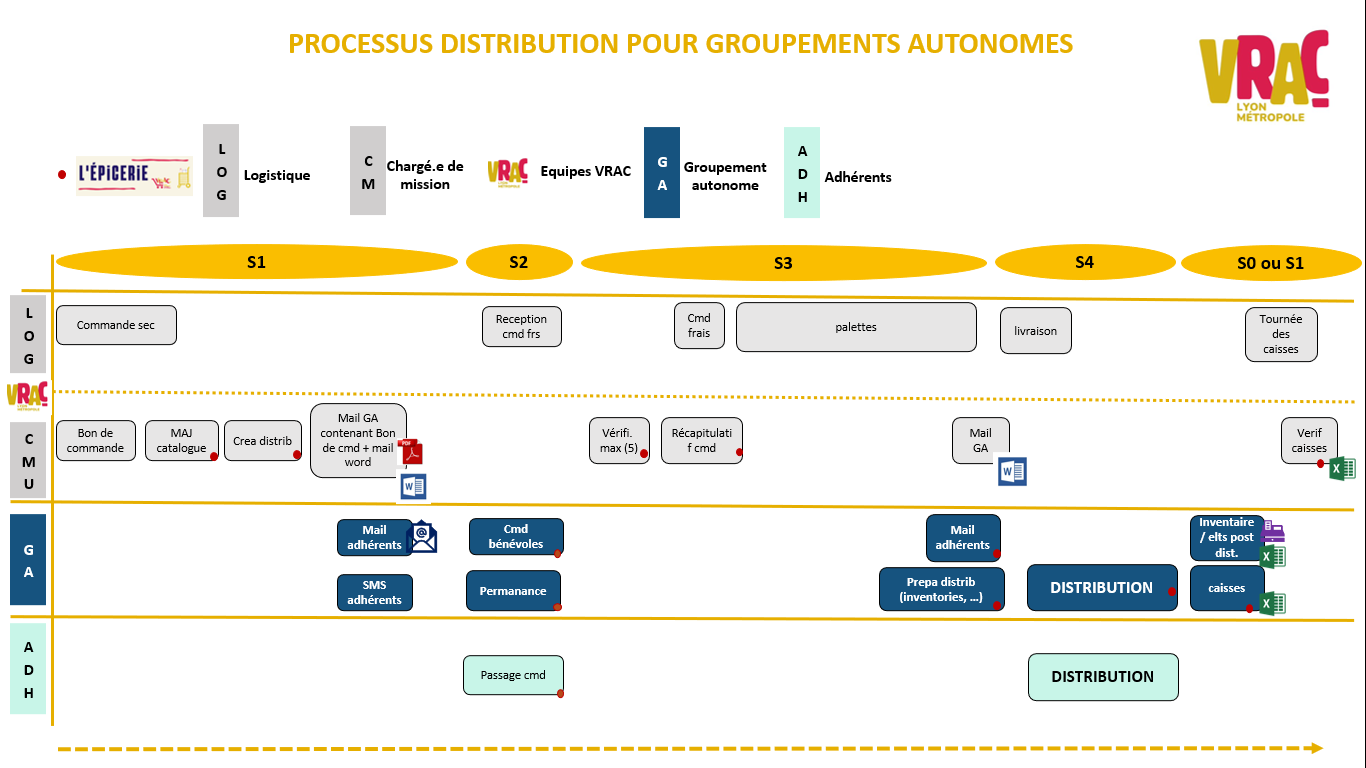 PROCESSUS DISTRIBUTION POUR GROUPEMENTS AUTONOMES
VRAC
LYON
MÉTROPOLE
L'ÉPICERIE
L
O
G
Logistique
C
M
Chargé.e de
mission
VRAC
Equipes VRAC
G
A
Groupement
autonome
A
D
H
Adhérents
S1
S2
S3
S4
S0 ou S1
L
O
G
Commande sec
Reception
cmd frs
Cmd
frais
palettes
livraison
Tournée
des
caisses
VRAC
C
M
U
Bon de
commande
MAJ
catalogue
Crea distrib
Mail GA
contenant Bon
de cmd + mail
word
PDF
W
Vérifi.
max (5)
Récapitulati
f cmd
Mail
GA
W
Verif
caisses
X
G
A
Mail
adhérents
@
SMS
adhérents
Cmd
bénévoles
Permanance
Mail
adhérents
Prepa distrib
(inventories, ...)
DISTRIBUTION
Inventaire
/ elts post
dist.
X
caisses
X
A
D
H
Passage cmd
DISTRIBUTION